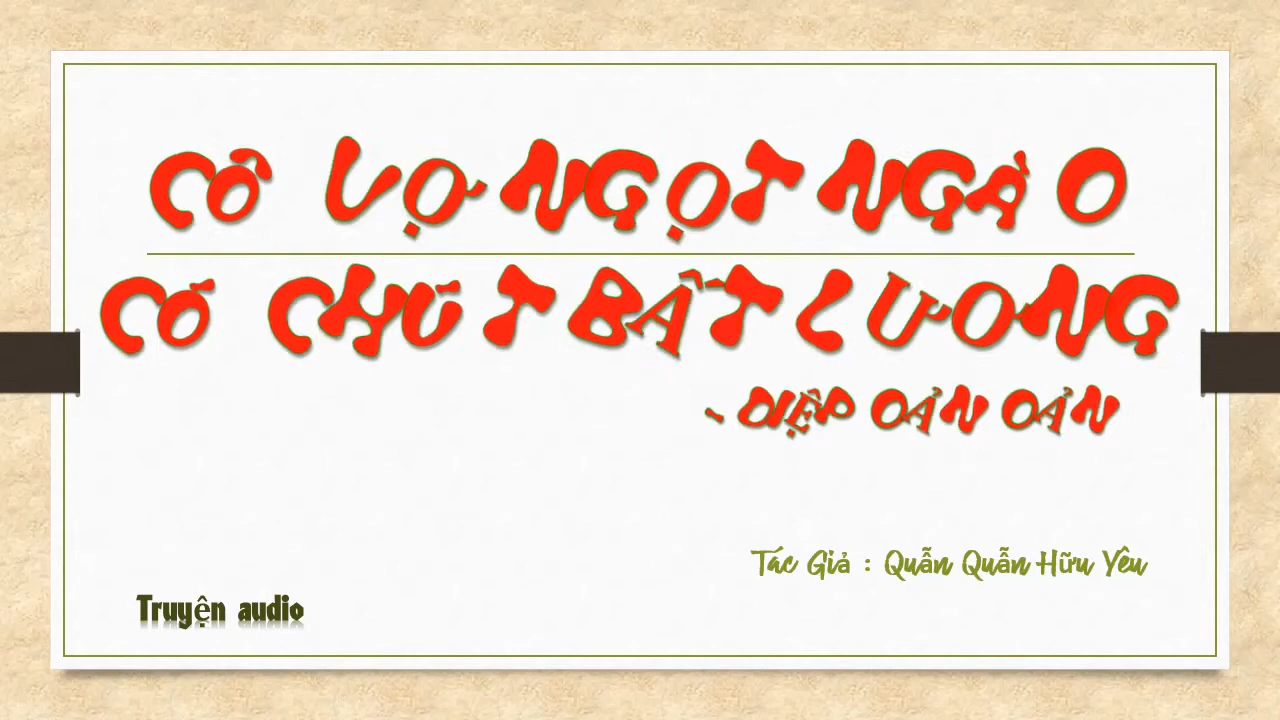 CÔ VỢ NGỌT NGÀO
CÓ CHÚT BẤT LƯƠNG
- DIỆP OẢN OẢN
Tác Giả : Quẫn Quẫn Hữu Yêu
Truyện audio